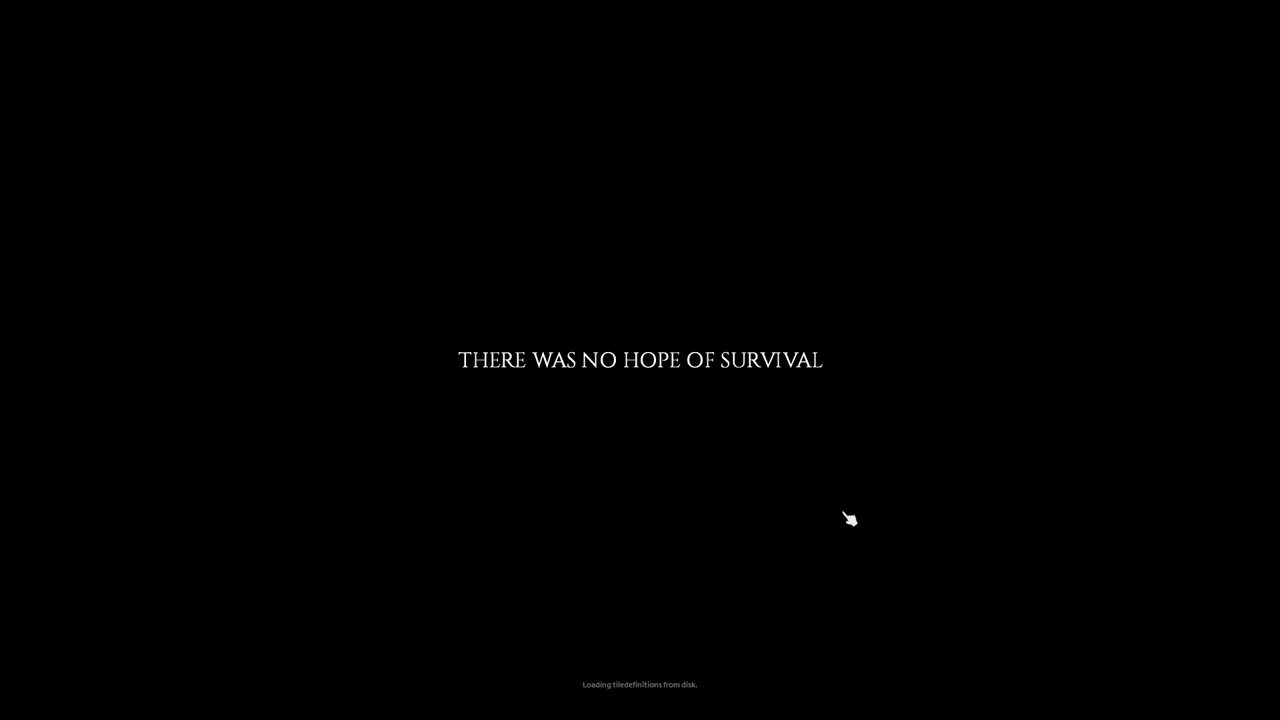 THERE WAS NO HOPE OF SURVIVAL
Loading tiledefinitions from disk.